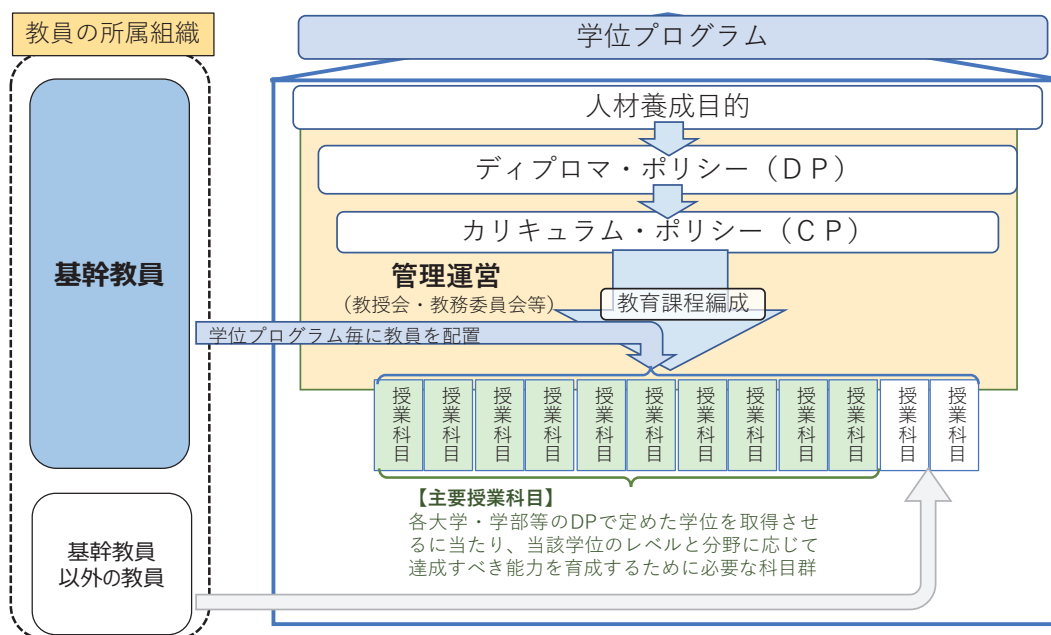 教員の所属組織
学位プログラム
人材養成目的
ディプロマ・ポリシー（ＤＰ）
カリキュラム・ポリシー（ＣＰ）
基幹教員
管理運営
（教授会・教務委員会等）
教育課程編成
学位プログラム毎に教員を配置
授業科目
授業科目
授業科目
授業科目
授業科目
授業科目
授業科目
授業科目
授業科目
授業科目
授業科目
授業科目
【主要授業科目】
各大学・学部等のDPで定めた学位を取得させ
るに当たり、当該学位のレベルと分野に応じて
達成すべき能力を育成するために必要な科目群
基幹教員
以外の教員